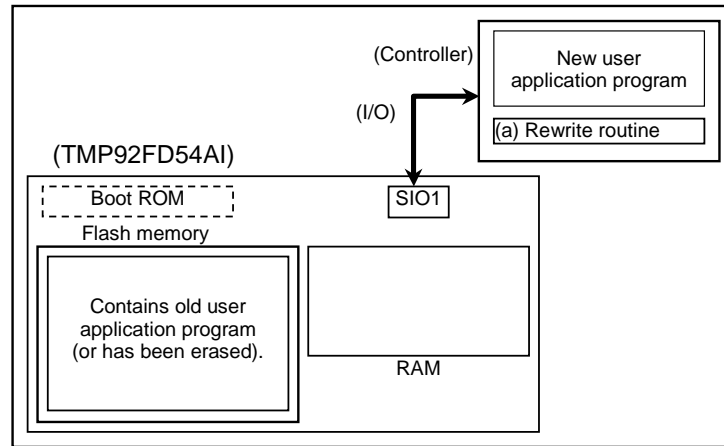 (Controller)
New user
application program
(a) Rewrite routine
(I/O)
(TMP92FD54AI)
Boot ROM
SIO1
Flash memory
Contains old user
application program
(or has been erased).
RAM